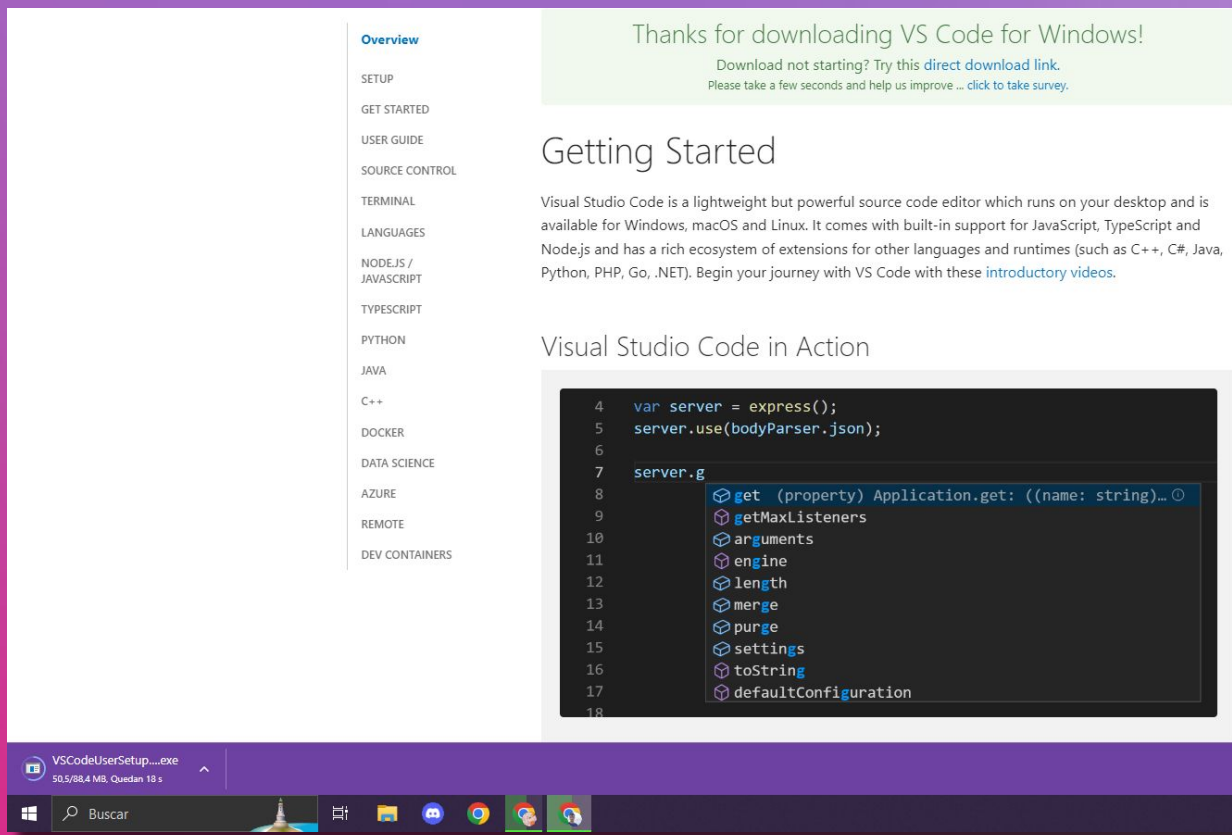 Overview
SETUP
GET STARTED
USER GUIDE
SOURCE CONTROL
TERMINAL
LANGUAGES
NODE.JS /
JAVASCRIPT
TYPESCRIPT
PYTHON
JAVA
C++
DOCKER
DATA SCIENCE
AZURE
REMOTE
DEV CONTAINERS
Thanks for downloading VS Code for Windows!
Download not starting? Try this direct download link.
Please take a few seconds and help us improve ... click to take survey.
Getting Started
Visual Studio Code is a lightweight but powerful source code editor which runs on your desktop and is
available for Windows, macOS and Linux. It comes with built-in support for JavaScript, TypeScript and
Node.js and has a rich ecosystem of extensions for other languages and runtimes (such as C++, C#, Java,
Python, PHP, Go, .NET). Begin your journey with VS Code with these introductory videos.
Visual Studio Code in Action
4 var server = express();
5 server.use(bodyParser.json);
6
7 server.g
8 get (property) Application.get: ((name: string)…
9 getMaxListeners
10 arguments
11 engine
12 length
13 merge
14 purge
15 settings
16 toString
17 defaultConfiguration
18
VSCodeUserSetup....exe
50,5/88,4 MB, Quedan 18 s
Buscar